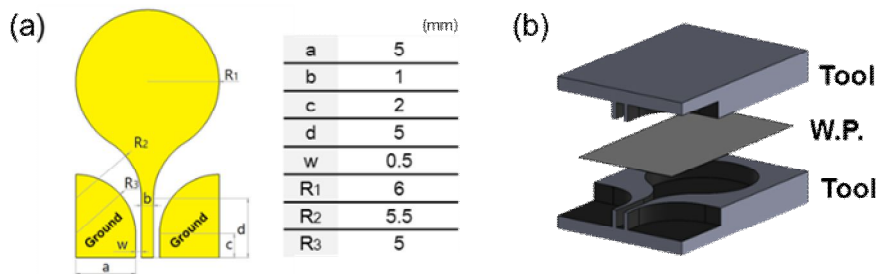 (a)
R1
R2
R3
b
Ground
Ground
w
d
c
a
(mm)
a 5
b 1
c 2
d 5
w 0.5
R1 6
R2 5.5
R3 5
(b)
Tool
W.P.
Tool